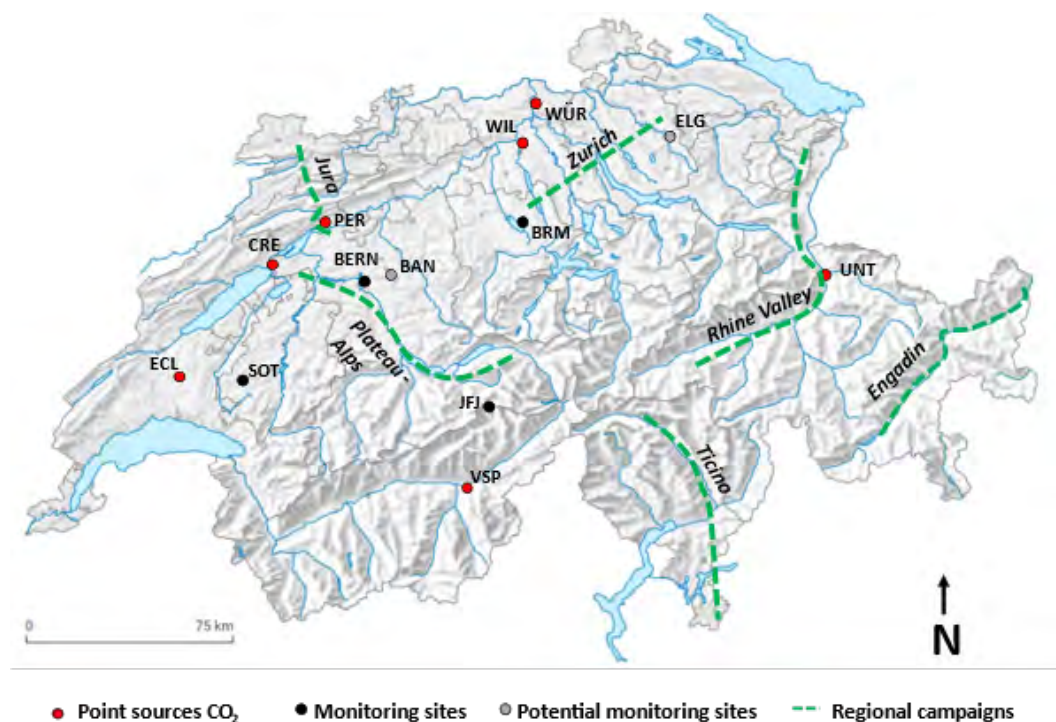 WÜR
WIL
ELG
Zurich
Jura
PER
BRM
CRE
BERN
BAN
UNT
Rhine Valley
Plateau-
Alps
Engadin
ECL
SOT
JFJ
Ticino
VSP
0 75 km
N
Point sources CO₂ Monitoring sites Potential monitoring sites Regional campaigns